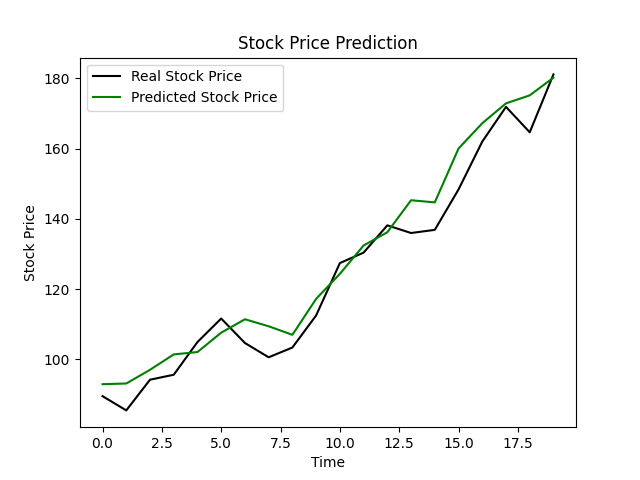 Stock Price Prediction
Real Stock Price
Predicted Stock Price
180
160
140
120
100
Stock Price
0.0 2.5 5.0 7.5 10.0 12.5 15.0 17.5
Time